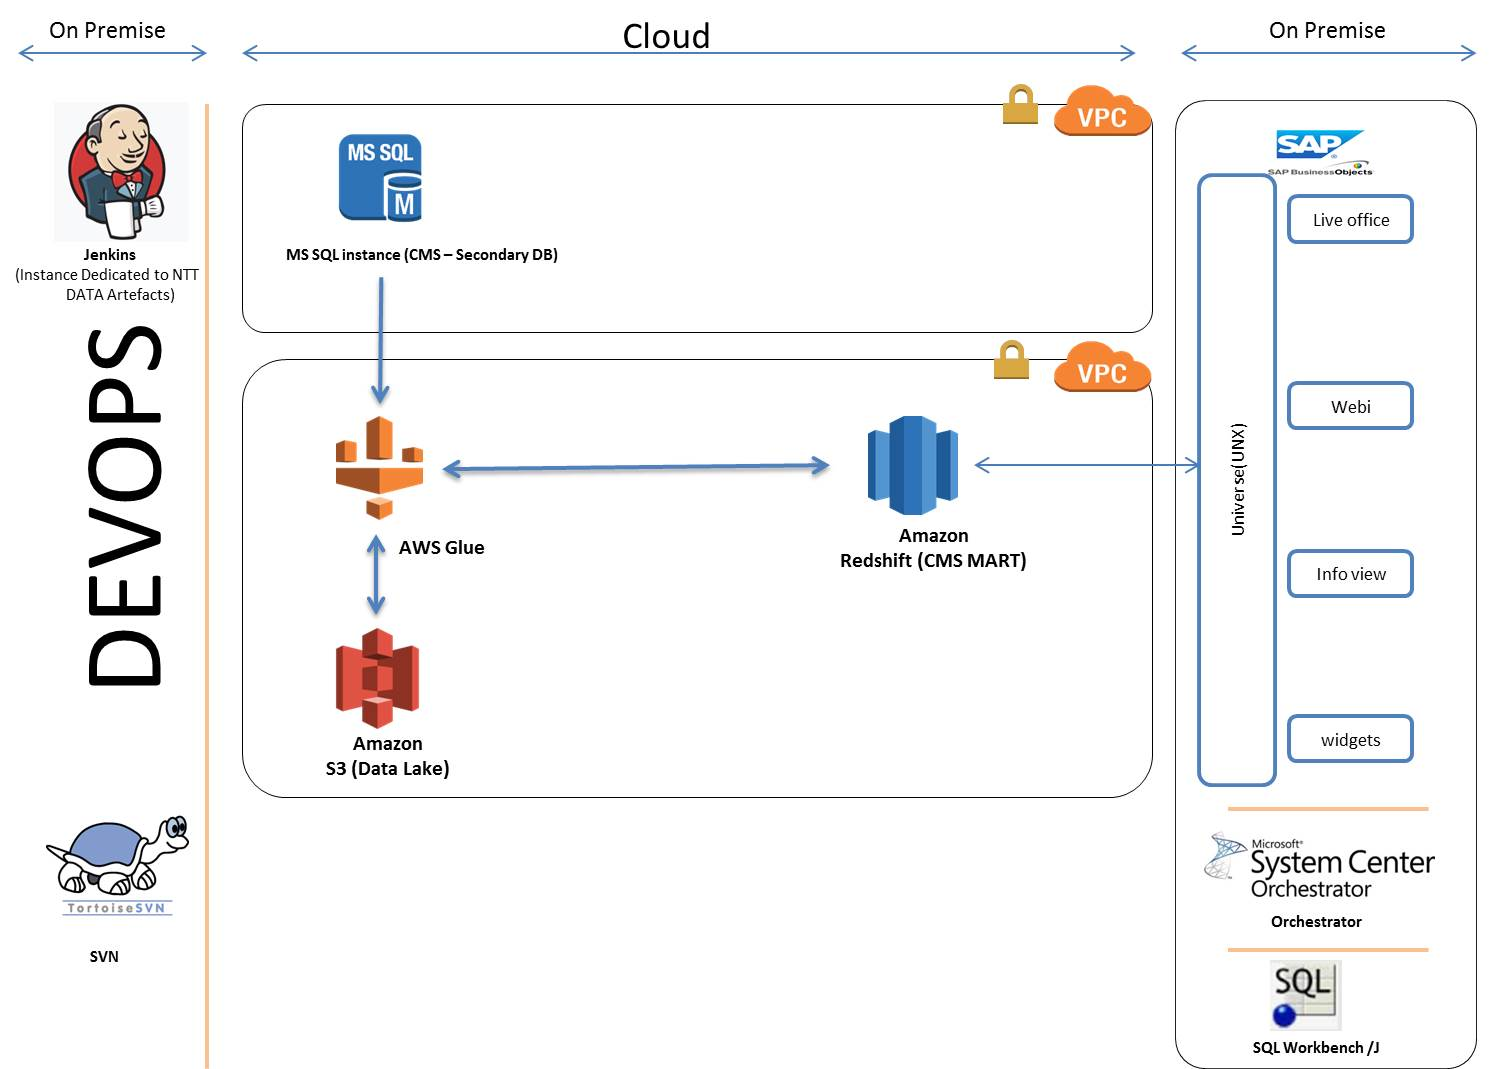 On Premise
Cloud
On Premise
Jenkins
(Instance Dedicated to NTT
DATA Artefacts)
DEVOPS
TortoiseSVN
SVN
VPC
MS SQL
M
MS SQL instance (CMS – Secondary DB)
VPC
AWS Glue
Amazon
Redshift (CMS MART)
Amazon
S3 (Data Lake)
SAP
SAP BusinessObjects
Universe(UNX)
Live office
Webi
Info view
widgets
Microsoft®
System Center
Orchestrator
Orchestrator
SQL
SQL Workbench /J